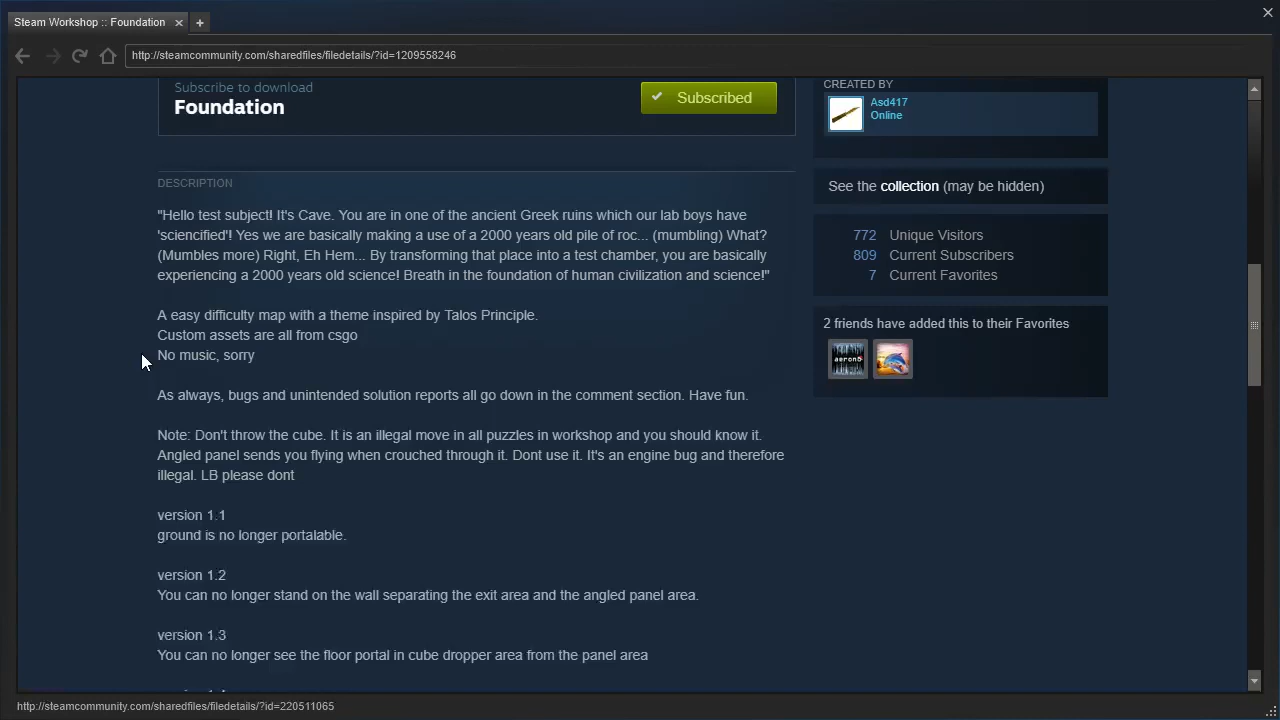 Steam Workshop :: Foundation
http://steamcommunity.com/sharedfiles/filedetails/?id=1209558246
Subscribe to download
Foundation
Subscribed
DESCRIPTION
"Hello test subject! It's Cave. You are in one of the ancient Greek ruins which our lab boys have
'sciencified'! Yes we are basically making a use of a 2000 years old pile of roc... (mumbling) What?
(Mumbles more) Right, Eh Hem... By transforming that place into a test chamber, you are basically
experiencing a 2000 years old science! Breath in the foundation of human civilization and science!"
A easy difficulty map with a theme inspired by Talos Principle.
Custom assets are all from csgo
No music, sorry
As always, bugs and unintended solution reports all go down in the comment section. Have fun.
Note: Don't throw the cube. It is an illegal move in all puzzles in workshop and you should know it.
Angled panel sends you flying when crouched through it. Dont use it. It's an engine bug and therefore
illegal. LB please dont
version 1.1
ground is no longer portalable.
version 1.2
You can no longer stand on the wall separating the exit area and the angled panel area.
version 1.3
You can no longer see the floor portal in cube dropper area from the panel area
CREATED BY
Asd417
Online
See the collection (may be hidden)
772 Unique Visitors
809 Current Subscribers
7 Current Favorites
2 friends have added this to their Favorites
aerond
http://steamcommunity.com/sharedfiles/filedetails/?id=220511065